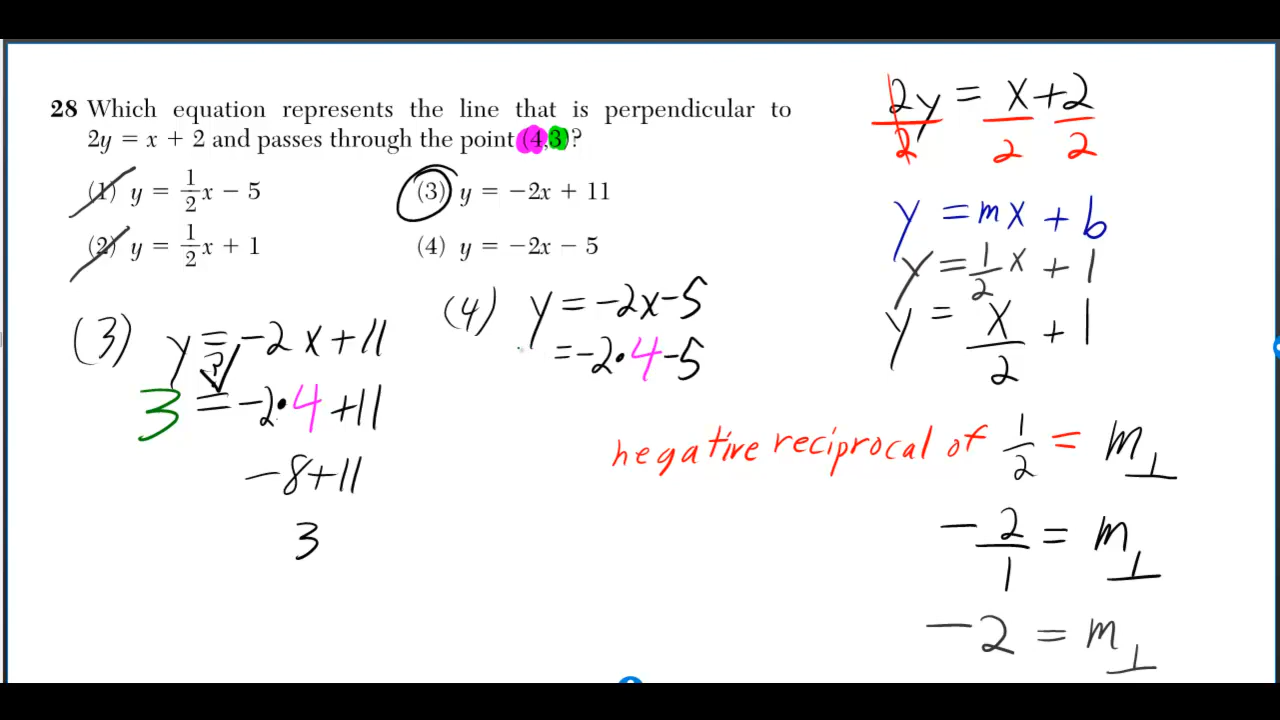 28 Which equation represents the line that is perpendicular to
2y = x + 2 and passes through the point (4,3)?
(1) y = 1/2 x − 5
(3) y = −2x + 11
(2) y = 1/2 x + 1
(4) y = −2x − 5
(3) y = -2x+11
?
3 = -2•4+11
-8+11
3
(4) y = -2x-5
= -2•4-5
2y = x+2
2 2 2
y = mx + b
y = 1/2 x + 1
y = x/2 + 1
negative reciprocal of 1/2 = m⊥
-2/1 = m⊥
-2 = m⊥